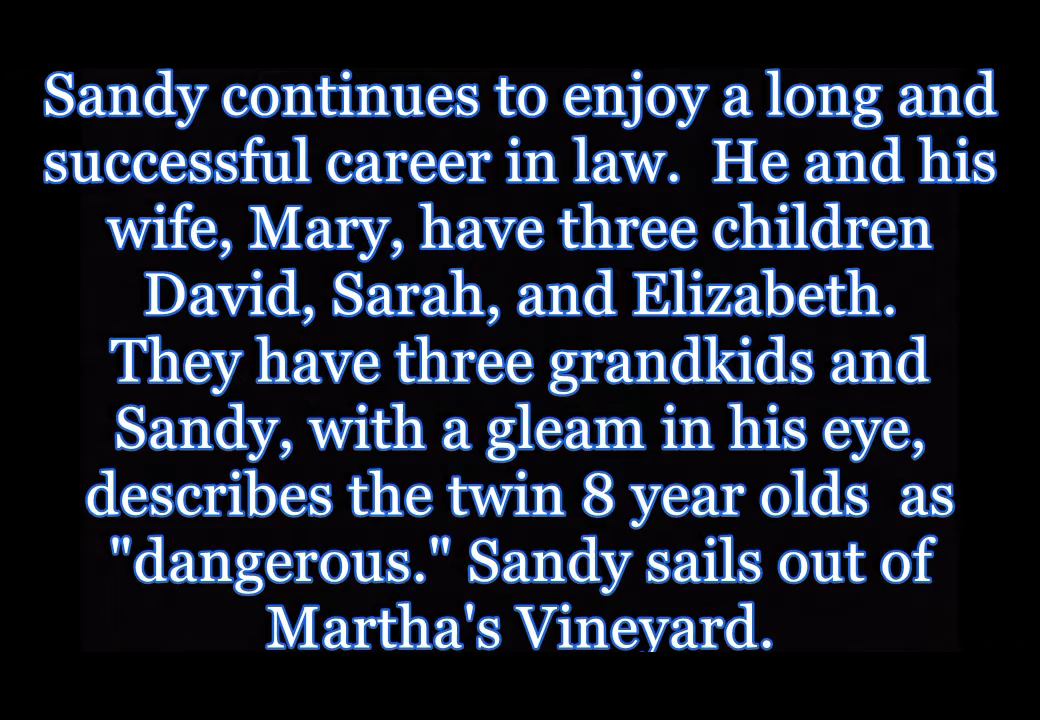 Sandy continues to enjoy a long and
successful career in law.  He and his
wife, Mary, have three children
David, Sarah, and Elizabeth.
They have three grandkids and
Sandy, with a gleam in his eye,
describes the twin 8 year olds  as
"dangerous." Sandy sails out of
Martha's Vineyard.